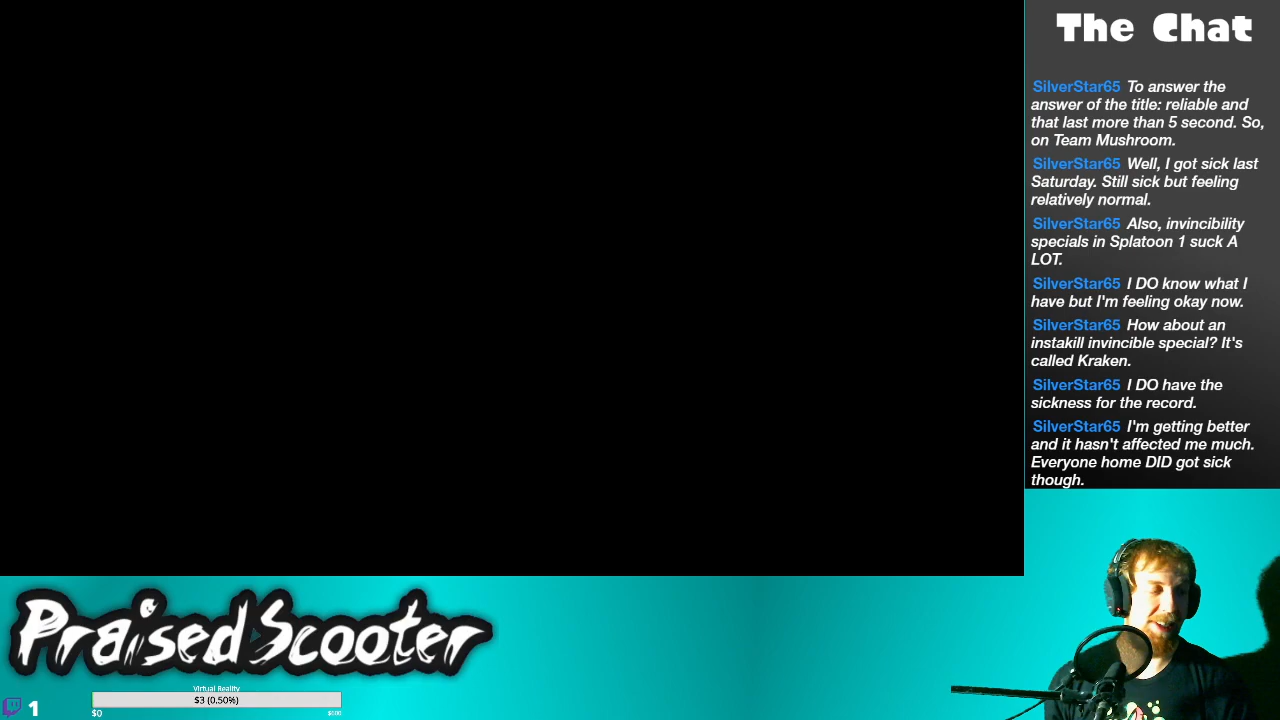 The Chat
SilverStar65 To answer the
answer of the title: reliable and
that last more than 5 second. So,
on Team Mushroom.
SilverStar65 Well, I got sick last
Saturday. Still sick but feeling
relatively normal.
SilverStar65 Also, invincibility
specials in Splatoon 1 suck A
LOT.
SilverStar65 I DO know what I
have but I'm feeling okay now.
SilverStar65 How about an
instakill invincible special? It's
called Kraken.
SilverStar65 I DO have the
sickness for the record.
SilverStar65 I'm getting better
and it hasn't affected me much.
Everyone home DID got sick
though.
PraisedScooter
Virtual Reality
$3 (0.50%)
$0
1